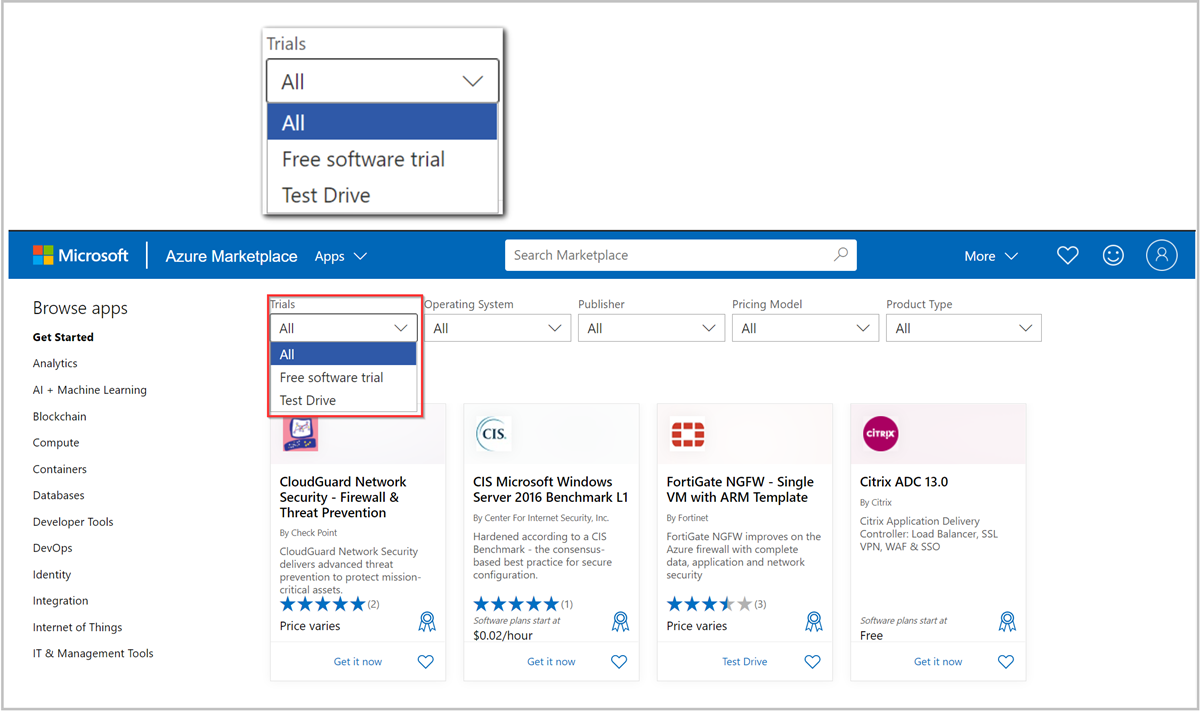 Trials
All
All
Free software trial
Test Drive
Microsoft
Azure Marketplace
Apps
Search Marketplace
More
Browse apps
Get Started
Analytics
AI + Machine Learning
Blockchain
Compute
Containers
Databases
Developer Tools
DevOps
Identity
Integration
Internet of Things
IT & Management Tools
Trials
All
All
Free software trial
Test Drive
Operating System
All
Publisher
All
Pricing Model
All
Product Type
All
CloudGuard Network
Security - Firewall &
Threat Prevention
By Check Point
CloudGuard Network Security
delivers advanced threat
prevention to protect mission-
critical assets.
(2)
Price varies
Get it now
CIS.
CIS Microsoft Windows
Server 2016 Benchmark L1
By Center For Internet Security, Inc.
Hardened according to a CIS
Benchmark - the consensus-
based best practice for secure
configuration.
(1)
Software plans start at
$0.02/hour
Get it now
FortiGate NGFW - Single
VM with ARM Template
By Fortinet
FortiGate NGFW improves on the
Azure firewall with complete
data, application and network
security
(3)
Price varies
Test Drive
CITRIX
Citrix ADC 13.0
By Citrix
Citrix Application Delivery
Controller: Load Balancer, SSL
VPN, WAF & SSO
Software plans start at
Free
Get it now